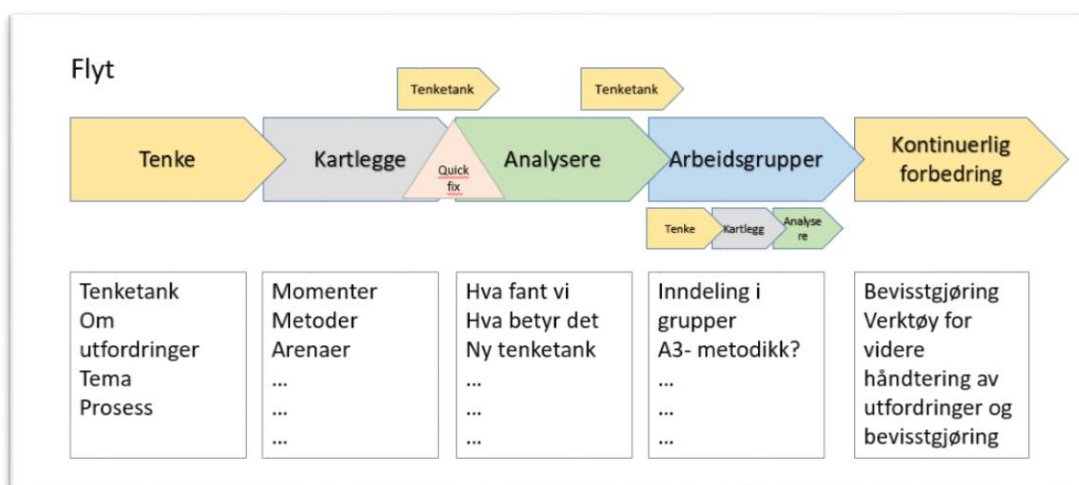 Flyt
Tenketank
Tenketank
Tenke
Kartlegge
Quick
fix
Analysere
Arbeidsgrupper
Kontinuerlig
forbedring
Tenke
Kartlegg
Analyse
re
Tenketank
Om
utfordringer
Tema
Prosess
Momenter
Metoder
Arenaer
...
...
...
Hva fant vi
Hva betyr det
Ny tenketank
...
...
...
Inndeling i
grupper
A3- metodikk?
...
...
...
Bevisstgjøring
Verktøy for
videre
håndtering av
utfordringer og
bevisstgjøring